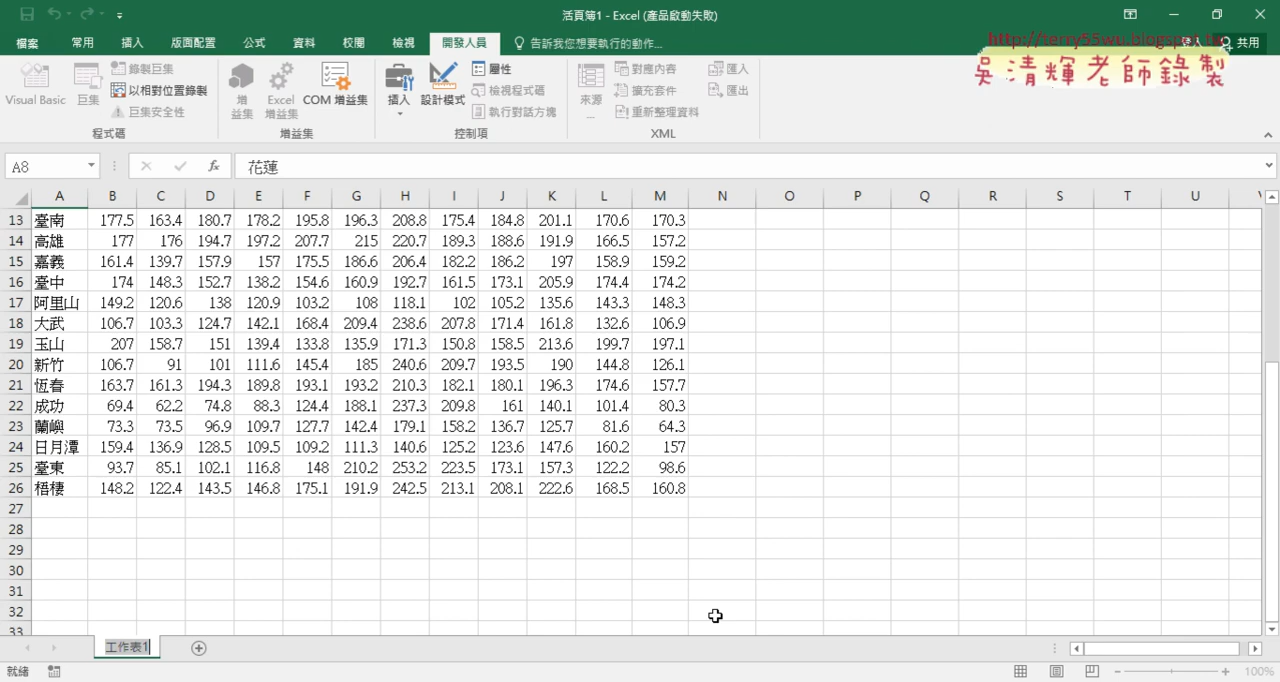 活頁簿1 - Excel (產品啟動失敗)
檔案 常用 插入 版面配置 公式 資料 校閱 檢視 開發人員 告訴我您想要執行的動作... 共用
http://terry55wu.blogspot.tw
吳清輝老師錄製
Visual Basic 巨集 錄製巨集 以相對位置錄製 巨集安全性 程式碼
增益集 Excel 增益集 COM 增益集 增益集
插入 設計模式 屬性 檢視程式碼 執行對話方塊 控制項
來源 對應內容 擴充套件 重新整理資料 匯入 匯出 XML
A8 fx 花蓮
A B C D E F G H I J K L M N O P Q R S T U
13 臺南 177.5 163.4 180.7 178.2 195.8 196.3 208.8 175.4 184.8 201.1 170.6 170.3
14 高雄 177 176 194.7 197.2 207.7 215 220.7 189.3 188.6 191.9 166.5 157.2
15 嘉義 161.4 139.7 157.9 157 175.5 186.6 206.4 182.2 186.2 197 158.9 159.2
16 臺中 174 148.3 152.7 138.2 154.6 160.9 192.7 161.5 173.1 205.9 174.4 174.2
17 阿里山 149.2 120.6 138 120.9 103.2 108 118.1 102 105.2 135.6 143.3 148.3
18 大武 106.7 103.3 124.7 142.1 168.4 209.4 238.6 207.8 171.4 161.8 132.6 106.9
19 玉山 207 158.7 151 139.4 133.8 135.9 171.3 150.8 158.5 213.6 199.7 197.1
20 新竹 106.7 91 101 111.6 145.4 185 240.6 209.7 193.5 190 144.8 126.1
21 恆春 163.7 161.3 194.3 189.8 193.1 193.2 210.3 182.1 180.1 196.3 174.6 157.7
22 成功 69.4 62.2 74.8 88.3 124.4 188.1 237.3 209.8 161 140.1 101.4 80.3
23 蘭嶼 73.3 73.5 96.9 109.7 127.7 142.4 179.1 158.2 136.7 125.7 81.6 64.3
24 日月潭 159.4 136.9 128.5 109.5 109.2 111.3 140.6 125.2 123.6 147.6 160.2 157
25 臺東 93.7 85.1 102.1 116.8 148 210.2 253.2 223.5 173.1 157.3 122.2 98.6
26 梧棲 148.2 122.4 143.5 146.8 175.1 191.9 242.5 213.1 208.1 222.6 168.5 160.8
27
28
29
30
31
32
33
工作表1
就緒 100%